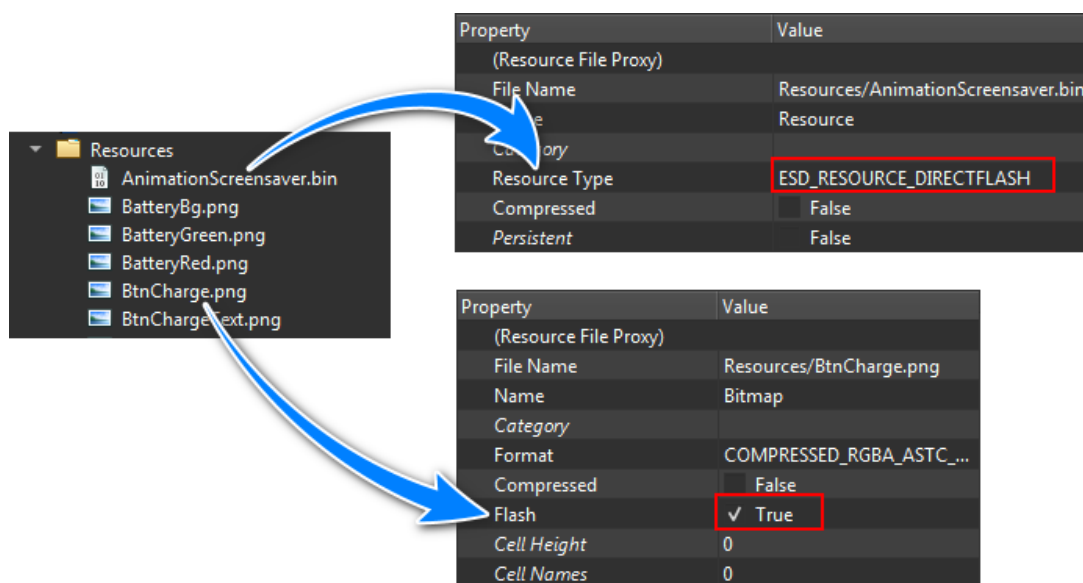 Resources
AnimationScreensaver.bin
BatteryBg.png
BatteryGreen.png
BatteryRed.png
BtnCharge.png
Property Value
(Resource File Proxy)
File Name Resources/AnimationScreensaver.bin
Resource
Resource Type ESD_RESOURCE_DIRECTFLASH
Compressed False
Persistent False
Property Value
(Resource File Proxy)
File Name Resources/BtnCharge.png
Name Bitmap
Category
Format COMPRESSED_RGBA_ASTC_...
Compressed False
Flash ✓ True
Cell Height 0
Cell Names 0